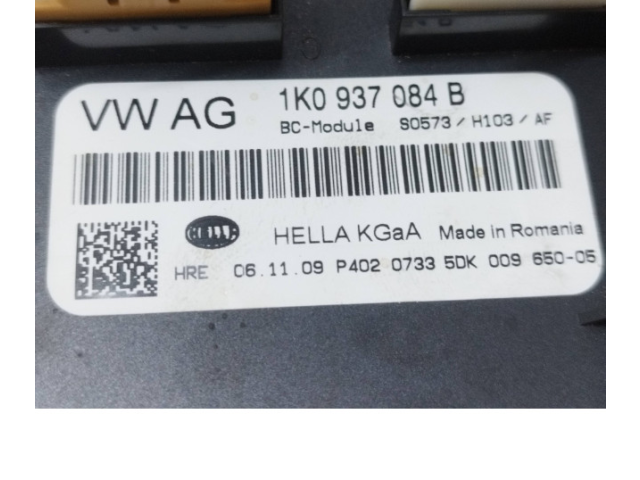 VW AG 1K0 937 084 B
BC-Module S0573 / H103 / AF
HELLA HELLA KGaA Made in Romania
HRE 06.11.09 P402 0733 5DK 009 650-05